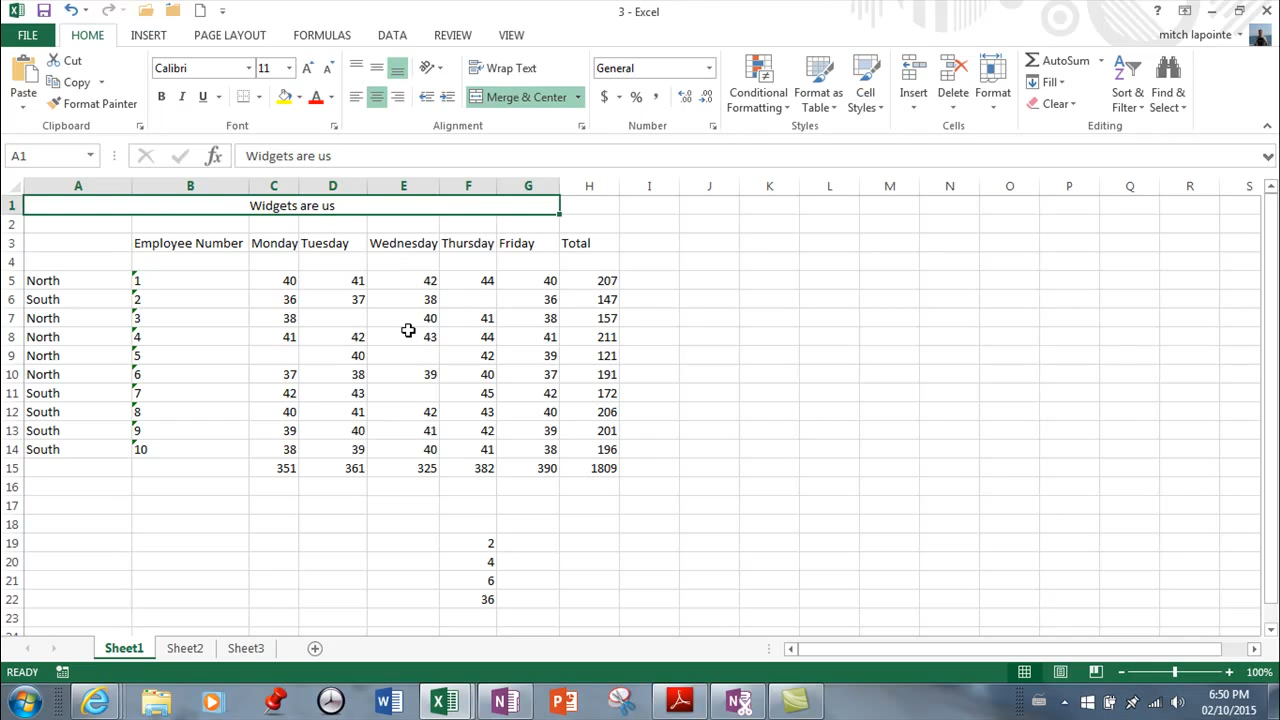 3 - Excel
?
FILE HOME INSERT PAGE LAYOUT FORMULAS DATA REVIEW VIEW mitch lapointe
Paste Cut Copy Format Painter Clipboard
Calibri 11 B I U A Font
Wrap Text Merge & Center Alignment
General $ % , Number
Conditional Formatting Format as Table Cell Styles Styles
Insert Delete Format Cells
AutoSum Fill Clear Sort & Filter Find & Select Editing
A1 fx Widgets are us
A B C D E F G H I J K L M N O P Q R S
1 Widgets are us
2
3 Employee Number Monday Tuesday Wednesday Thursday Friday Total
4
5 North 1 40 41 42 44 40 207
6 South 2 36 37 38 36 147
7 North 3 38 40 41 38 157
8 North 4 41 42 43 44 41 211
9 North 5 40 42 39 121
10 North 6 37 38 39 40 37 191
11 South 7 42 43 45 42 172
12 South 8 40 41 42 43 40 206
13 South 9 39 40 41 42 39 201
14 South 10 38 39 40 41 38 196
15 351 361 325 382 390 1809
16
17
18
19 2
20 4
21 6
22 36
23
24
Sheet1 Sheet2 Sheet3
READY 100%
6:50 PM
02/10/2015